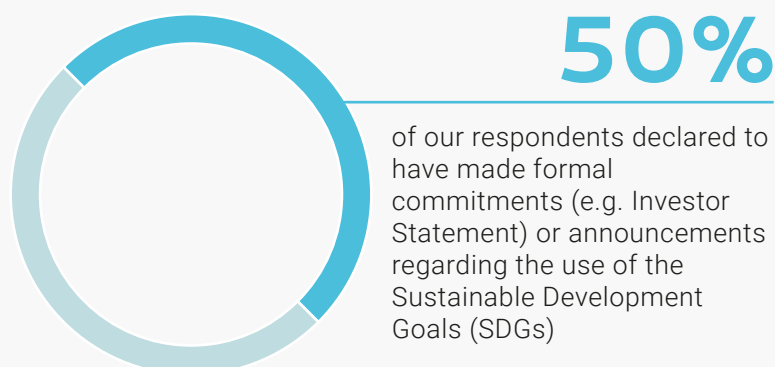 50%
of our respondents declared to
have made formal
commitments (e.g. Investor
Statement) or announcements
regarding the use of the
Sustainable Development
Goals (SDGs)